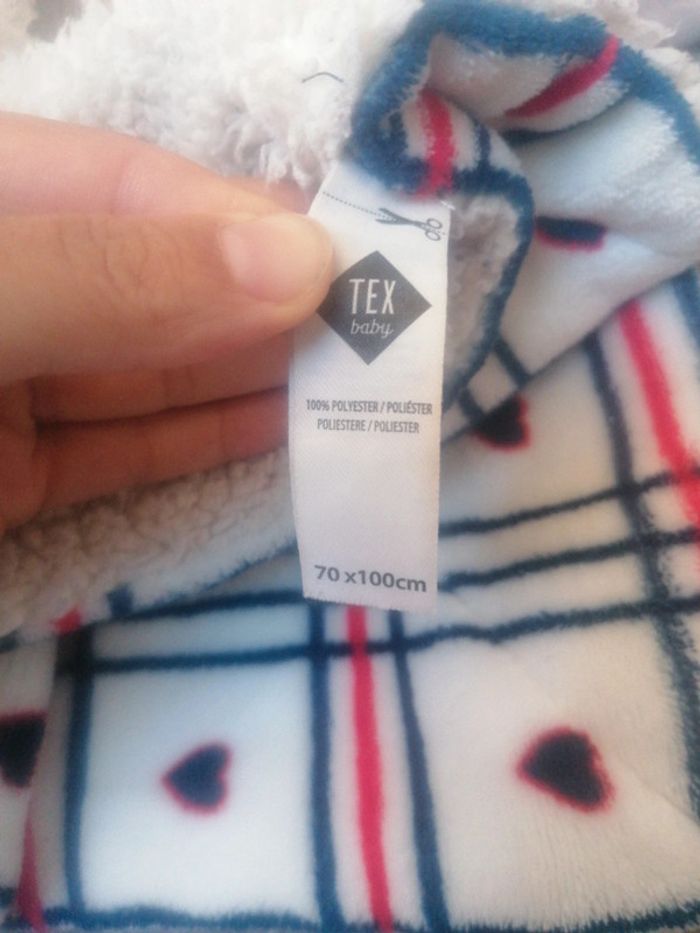 TEX
baby
100% POLYESTER / POLIÉSTER
POLIESTERE / POLIESTER
70 x100cm